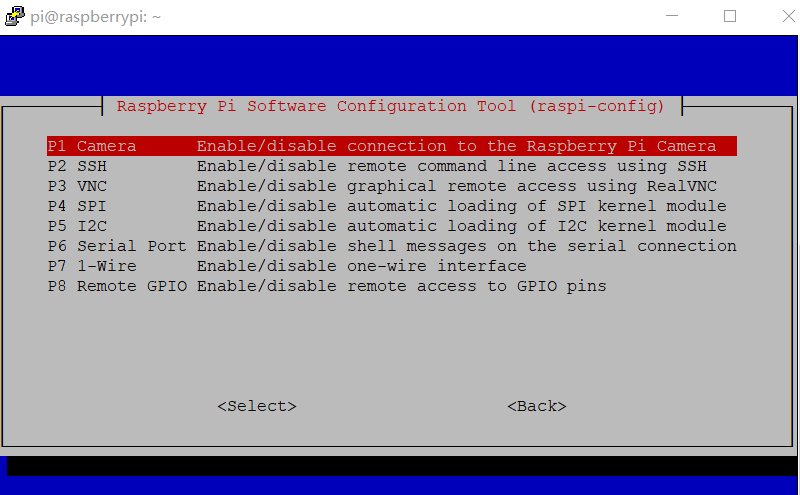 pi@raspberrypi: ~
Raspberry Pi Software Configuration Tool (raspi-config)
P1 Camera Enable/disable connection to the Raspberry Pi Camera
P2 SSH Enable/disable remote command line access using SSH
P3 VNC Enable/disable graphical remote access using RealVNC
P4 SPI Enable/disable automatic loading of SPI kernel module
P5 I2C Enable/disable automatic loading of I2C kernel module
P6 Serial Port Enable/disable shell messages on the serial connection
P7 1-Wire Enable/disable one-wire interface
P8 Remote GPIO Enable/disable remote access to GPIO pins
<Select> <Back>